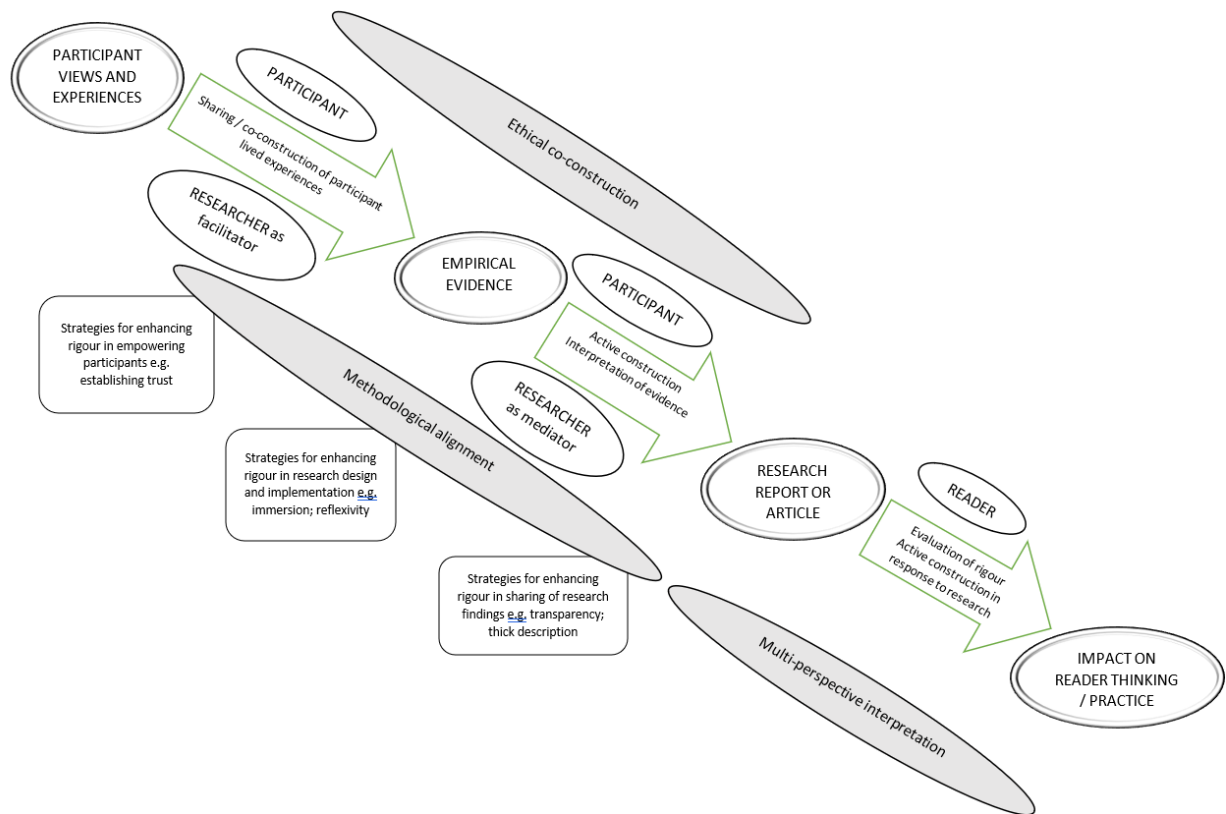 PARTICIPANT
VIEWS AND
EXPERIENCES
PARTICIPANT
Sharing / co-construction of participant
lived experiences
RESEARCHER as
facilitator
Ethical co-construction
EMPIRICAL
EVIDENCE
PARTICIPANT
Active construction
Interpretation of evidence
RESEARCHER
as mediator
Methodological alignment
Strategies for enhancing
rigour in empowering
participants e.g.
establishing trust
Strategies for enhancing
rigour in research design
and implementation e.g.
immersion; reflexivity
Strategies for enhancing
rigour in sharing of research
findings e.g. transparency;
thick description
RESEARCH
REPORT OR
ARTICLE
READER
Evaluation of rigour
Active construction in
response to research
Multi-perspective interpretation
IMPACT ON
READER THINKING
/ PRACTICE